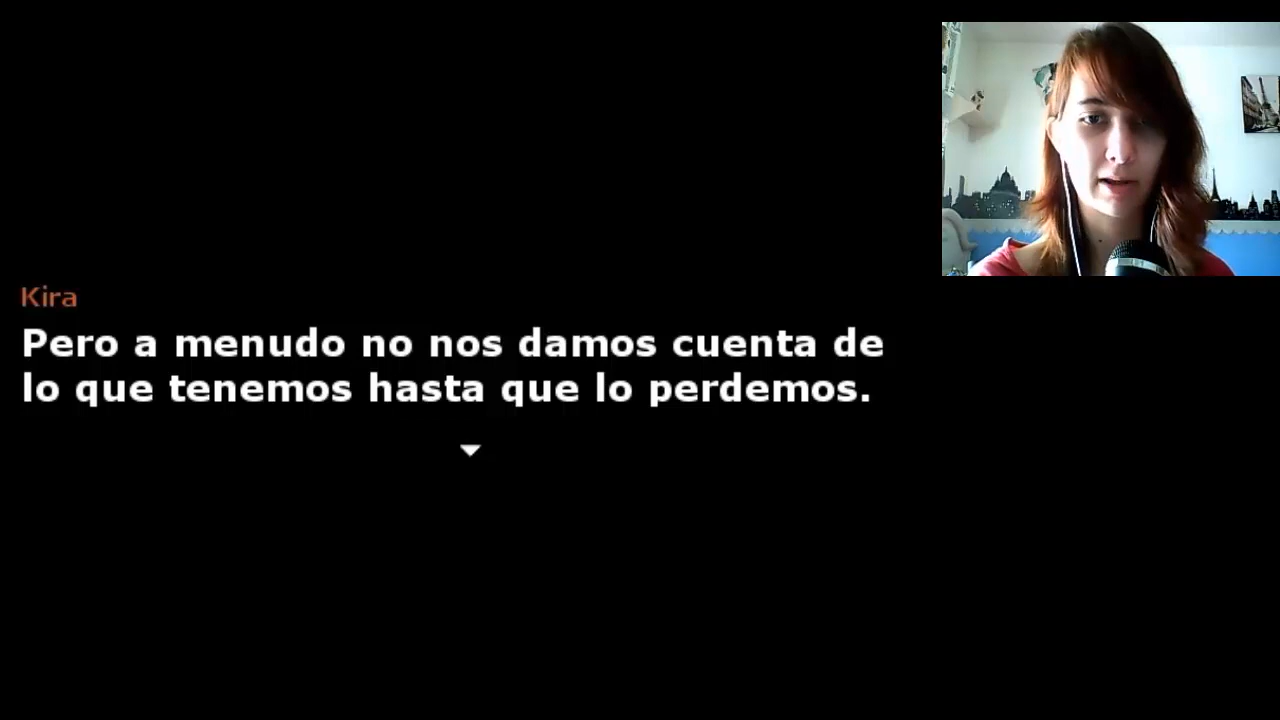 Kira
Pero a menudo no nos damos cuenta de
lo que tenemos hasta que lo perdemos.